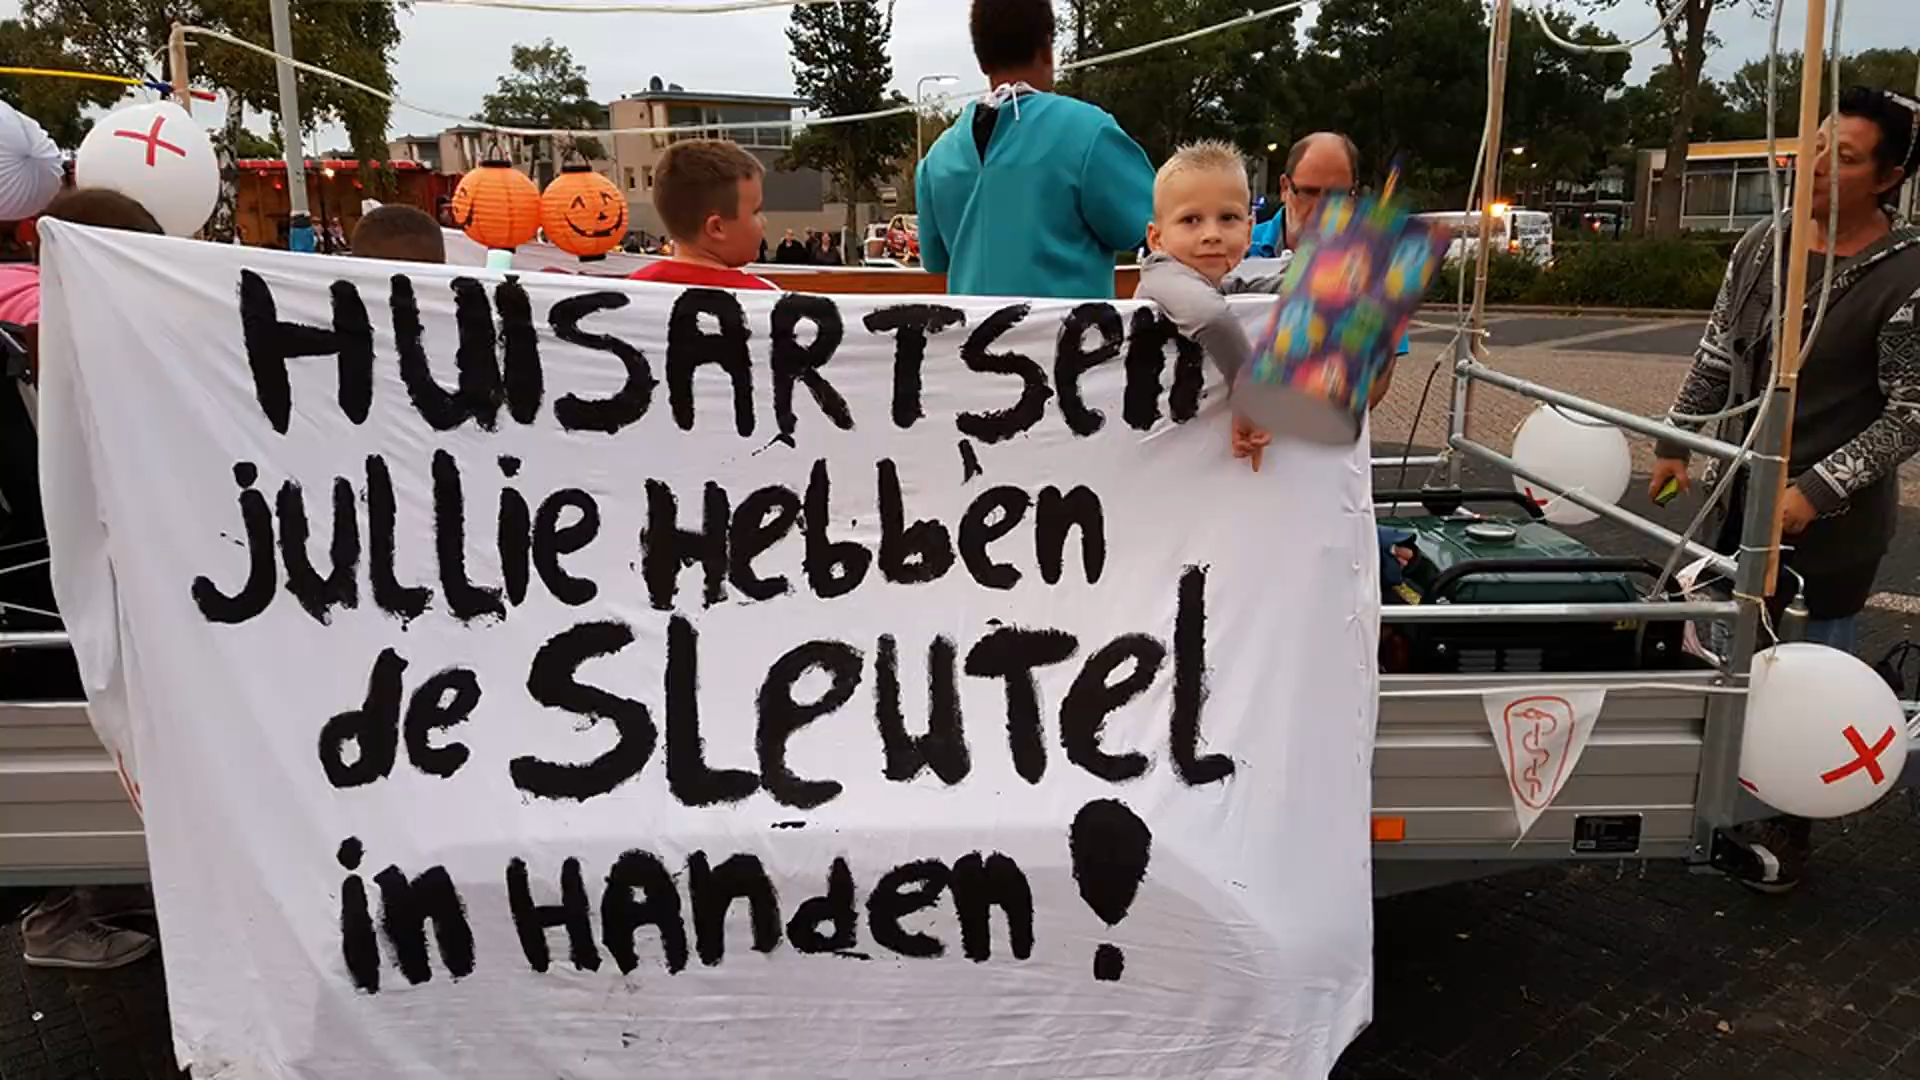 HUISARTSEN
jULLie HebbeN
de SLeUTel
in HANden!